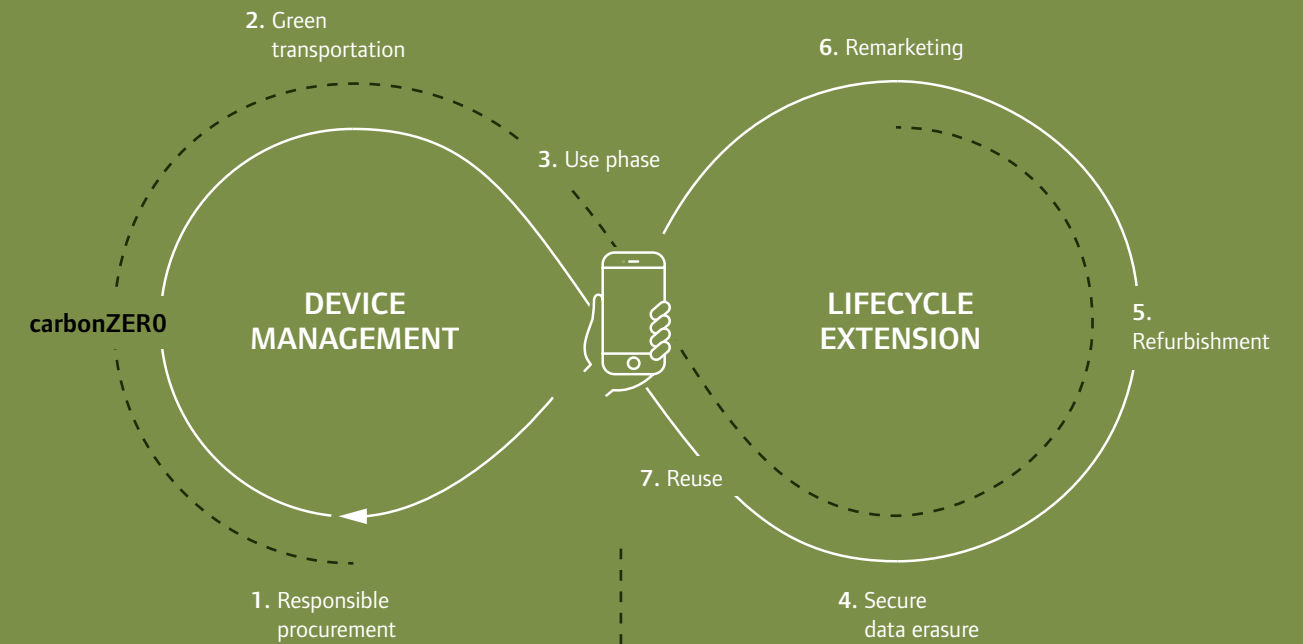 2. Green
transportation
6. Remarketing
3. Use phase
DEVICE
MANAGEMENT
LIFECYCLE
EXTENSION
carbonZER0
5.
Refurbishment
7. Reuse
1. Responsible
procurement
4. Secure
data erasure